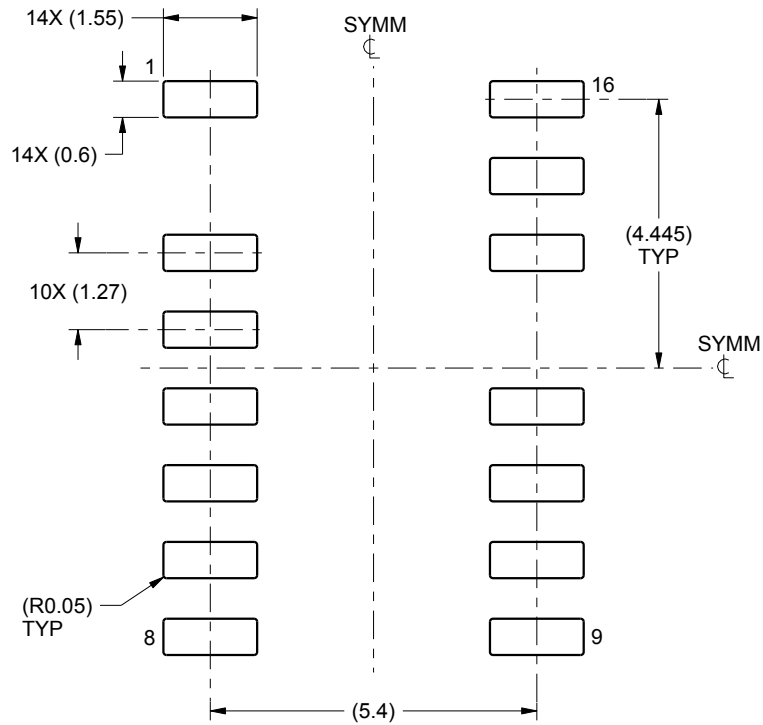 14X (1.55)
SYMM
℄
1
16
14X (0.6)
(4.445)
TYP
10X (1.27)
SYMM
℄
(R0.05)
TYP
8
9
(5.4)